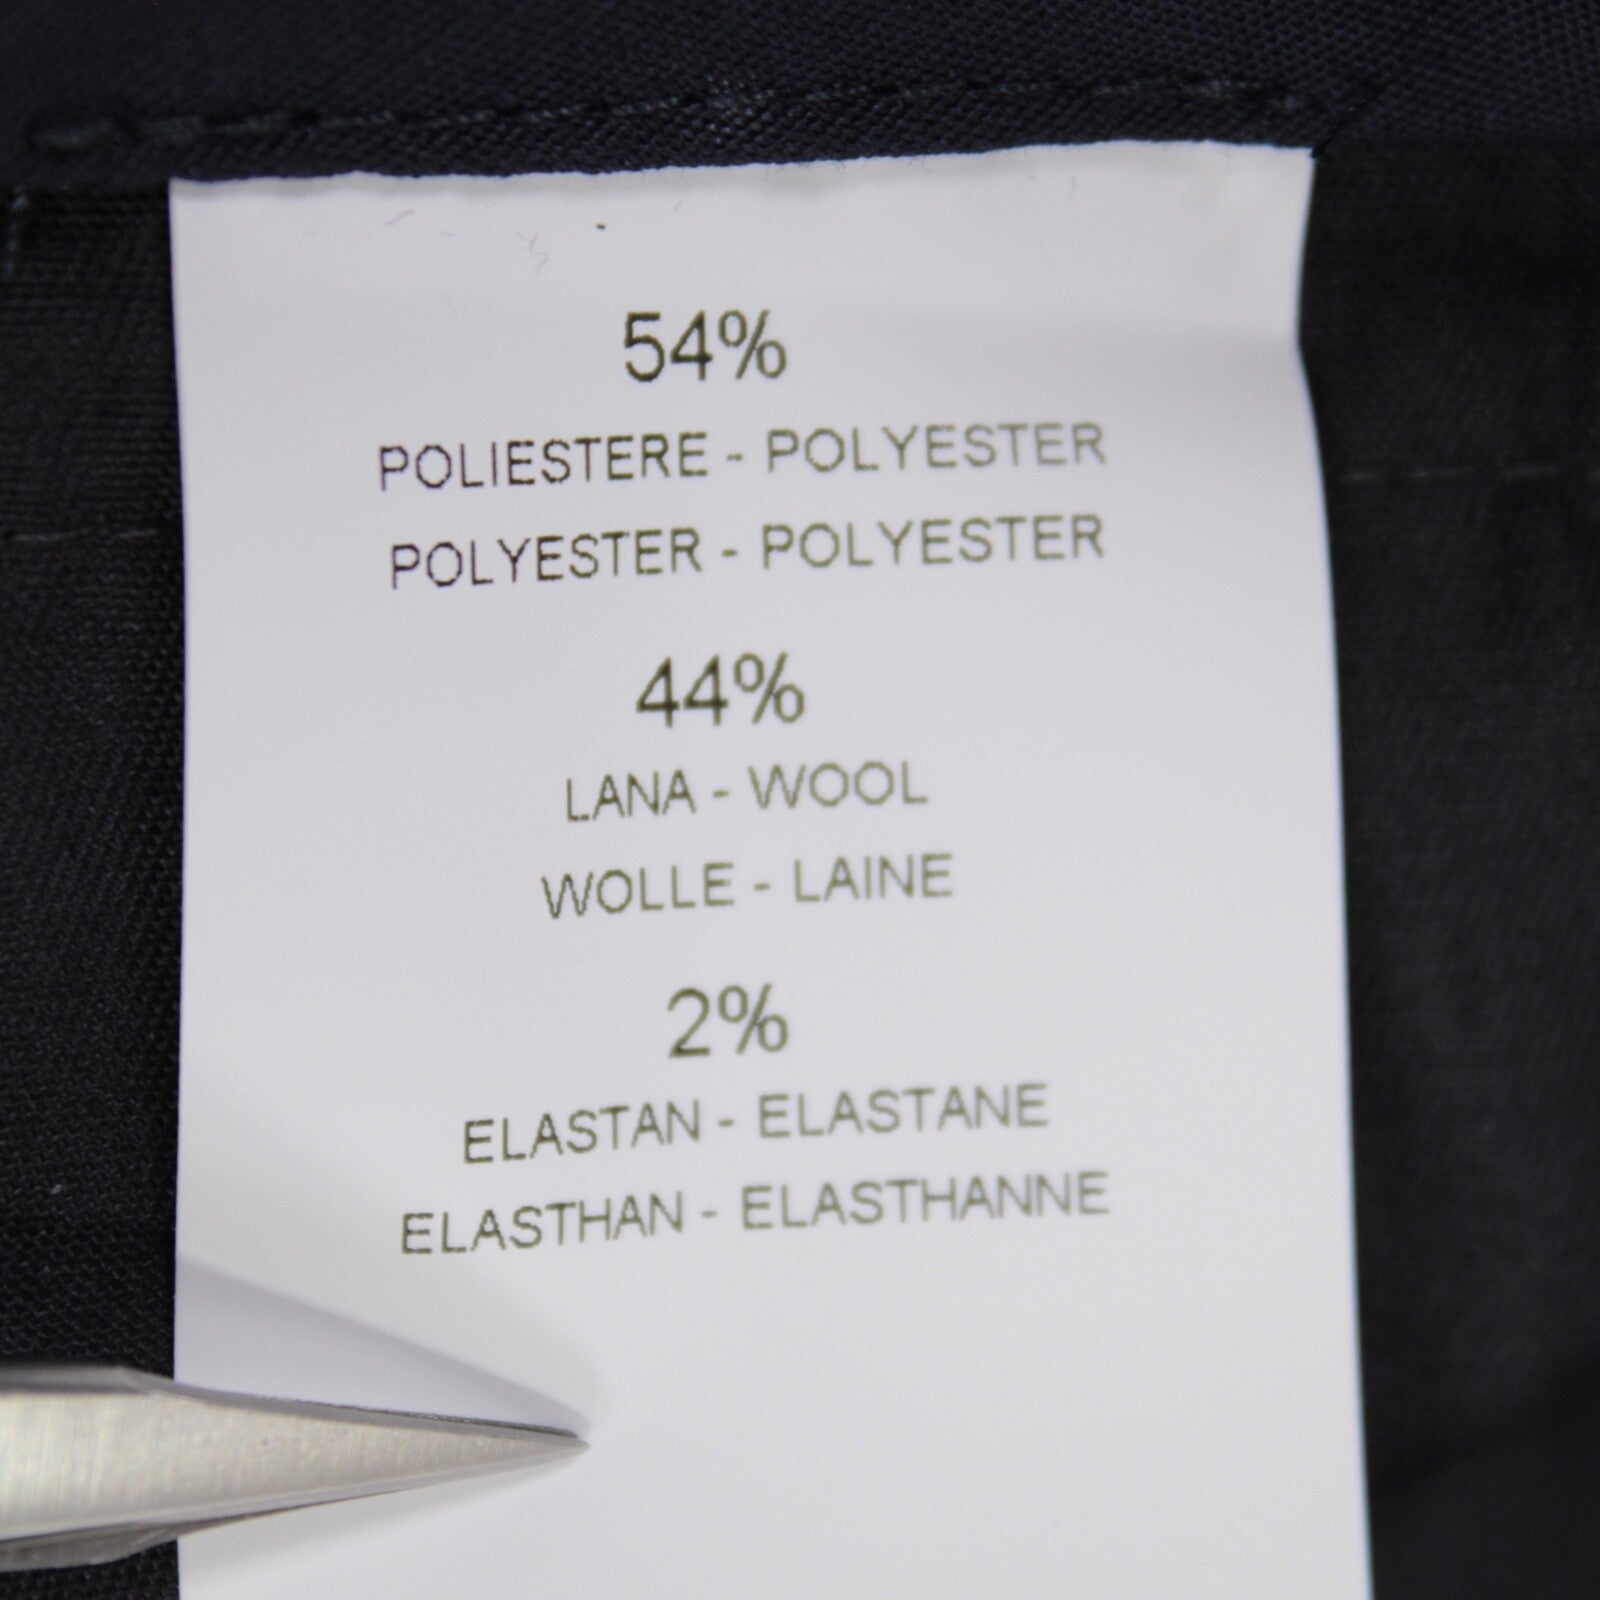 54%
POLIESTERE - POLYESTER
POLYESTER - POLYESTER
44%
LANA - WOOL
WOLLE - LAINE
2%
ELASTAN - ELASTANE
ELASTHAN - ELASTHANNE